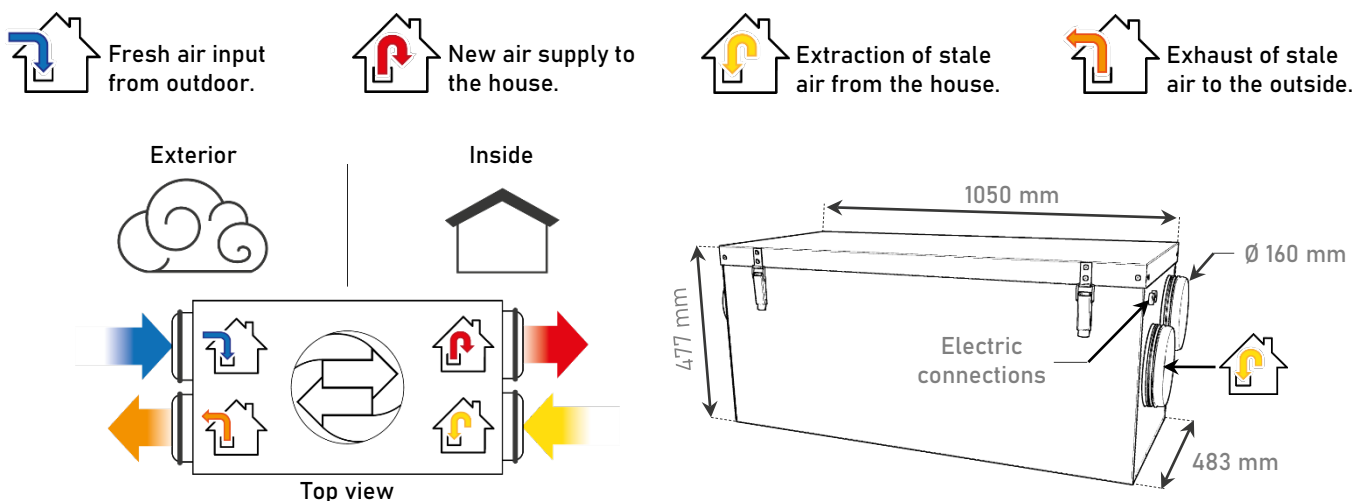 Fresh air input
from outdoor.
New air supply to
the house.
Extraction of stale
air from the house.
Exhaust of stale
air to the outside.
Exterior
Inside
Top view
1050 mm
Ø 160 mm
477 mm
Electric
connections
483 mm